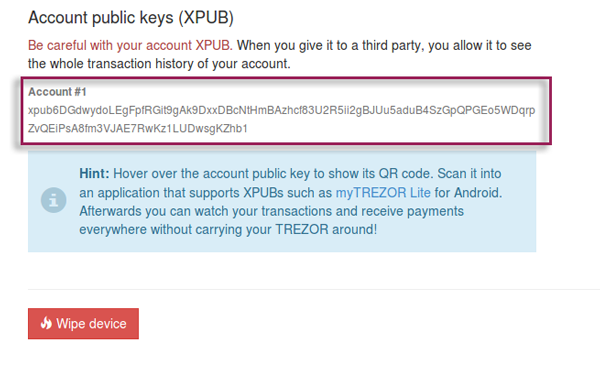 Account public keys (XPUB)
Be careful with your account XPUB. When you give it to a third party, you allow it to see
the whole transaction history of your account.
Account #1
xpub6DGdwydoLEgFpfRGit9gAk9DxxDBcNtHmBAzhcf83U2R5ii2gBJUu5aduB4SzGpQPGEo5WDqrp
ZvQEiPsA8fm3VJAE7RwKz1LUDwsgKZhb1
Hint: Hover over the account public key to show its QR code. Scan it into
an application that supports XPUBs such as myTREZOR Lite for Android.
Afterwards you can watch your transactions and receive payments
everywhere without carrying your TREZOR around!
Wipe device